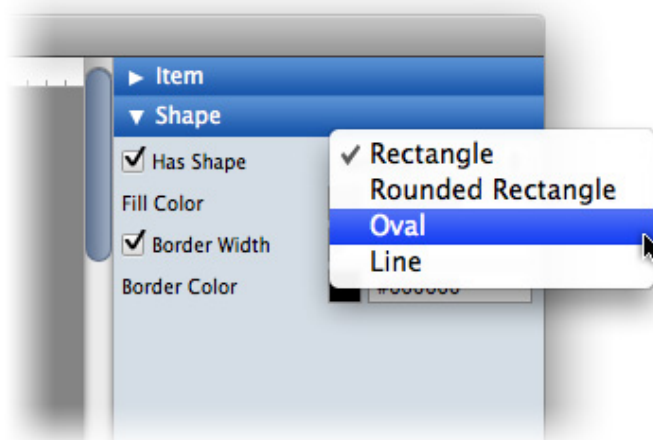 Item
Shape
Has Shape
Fill Color
Border Width
Border Color
Rectangle
Rounded Rectangle
Oval
Line